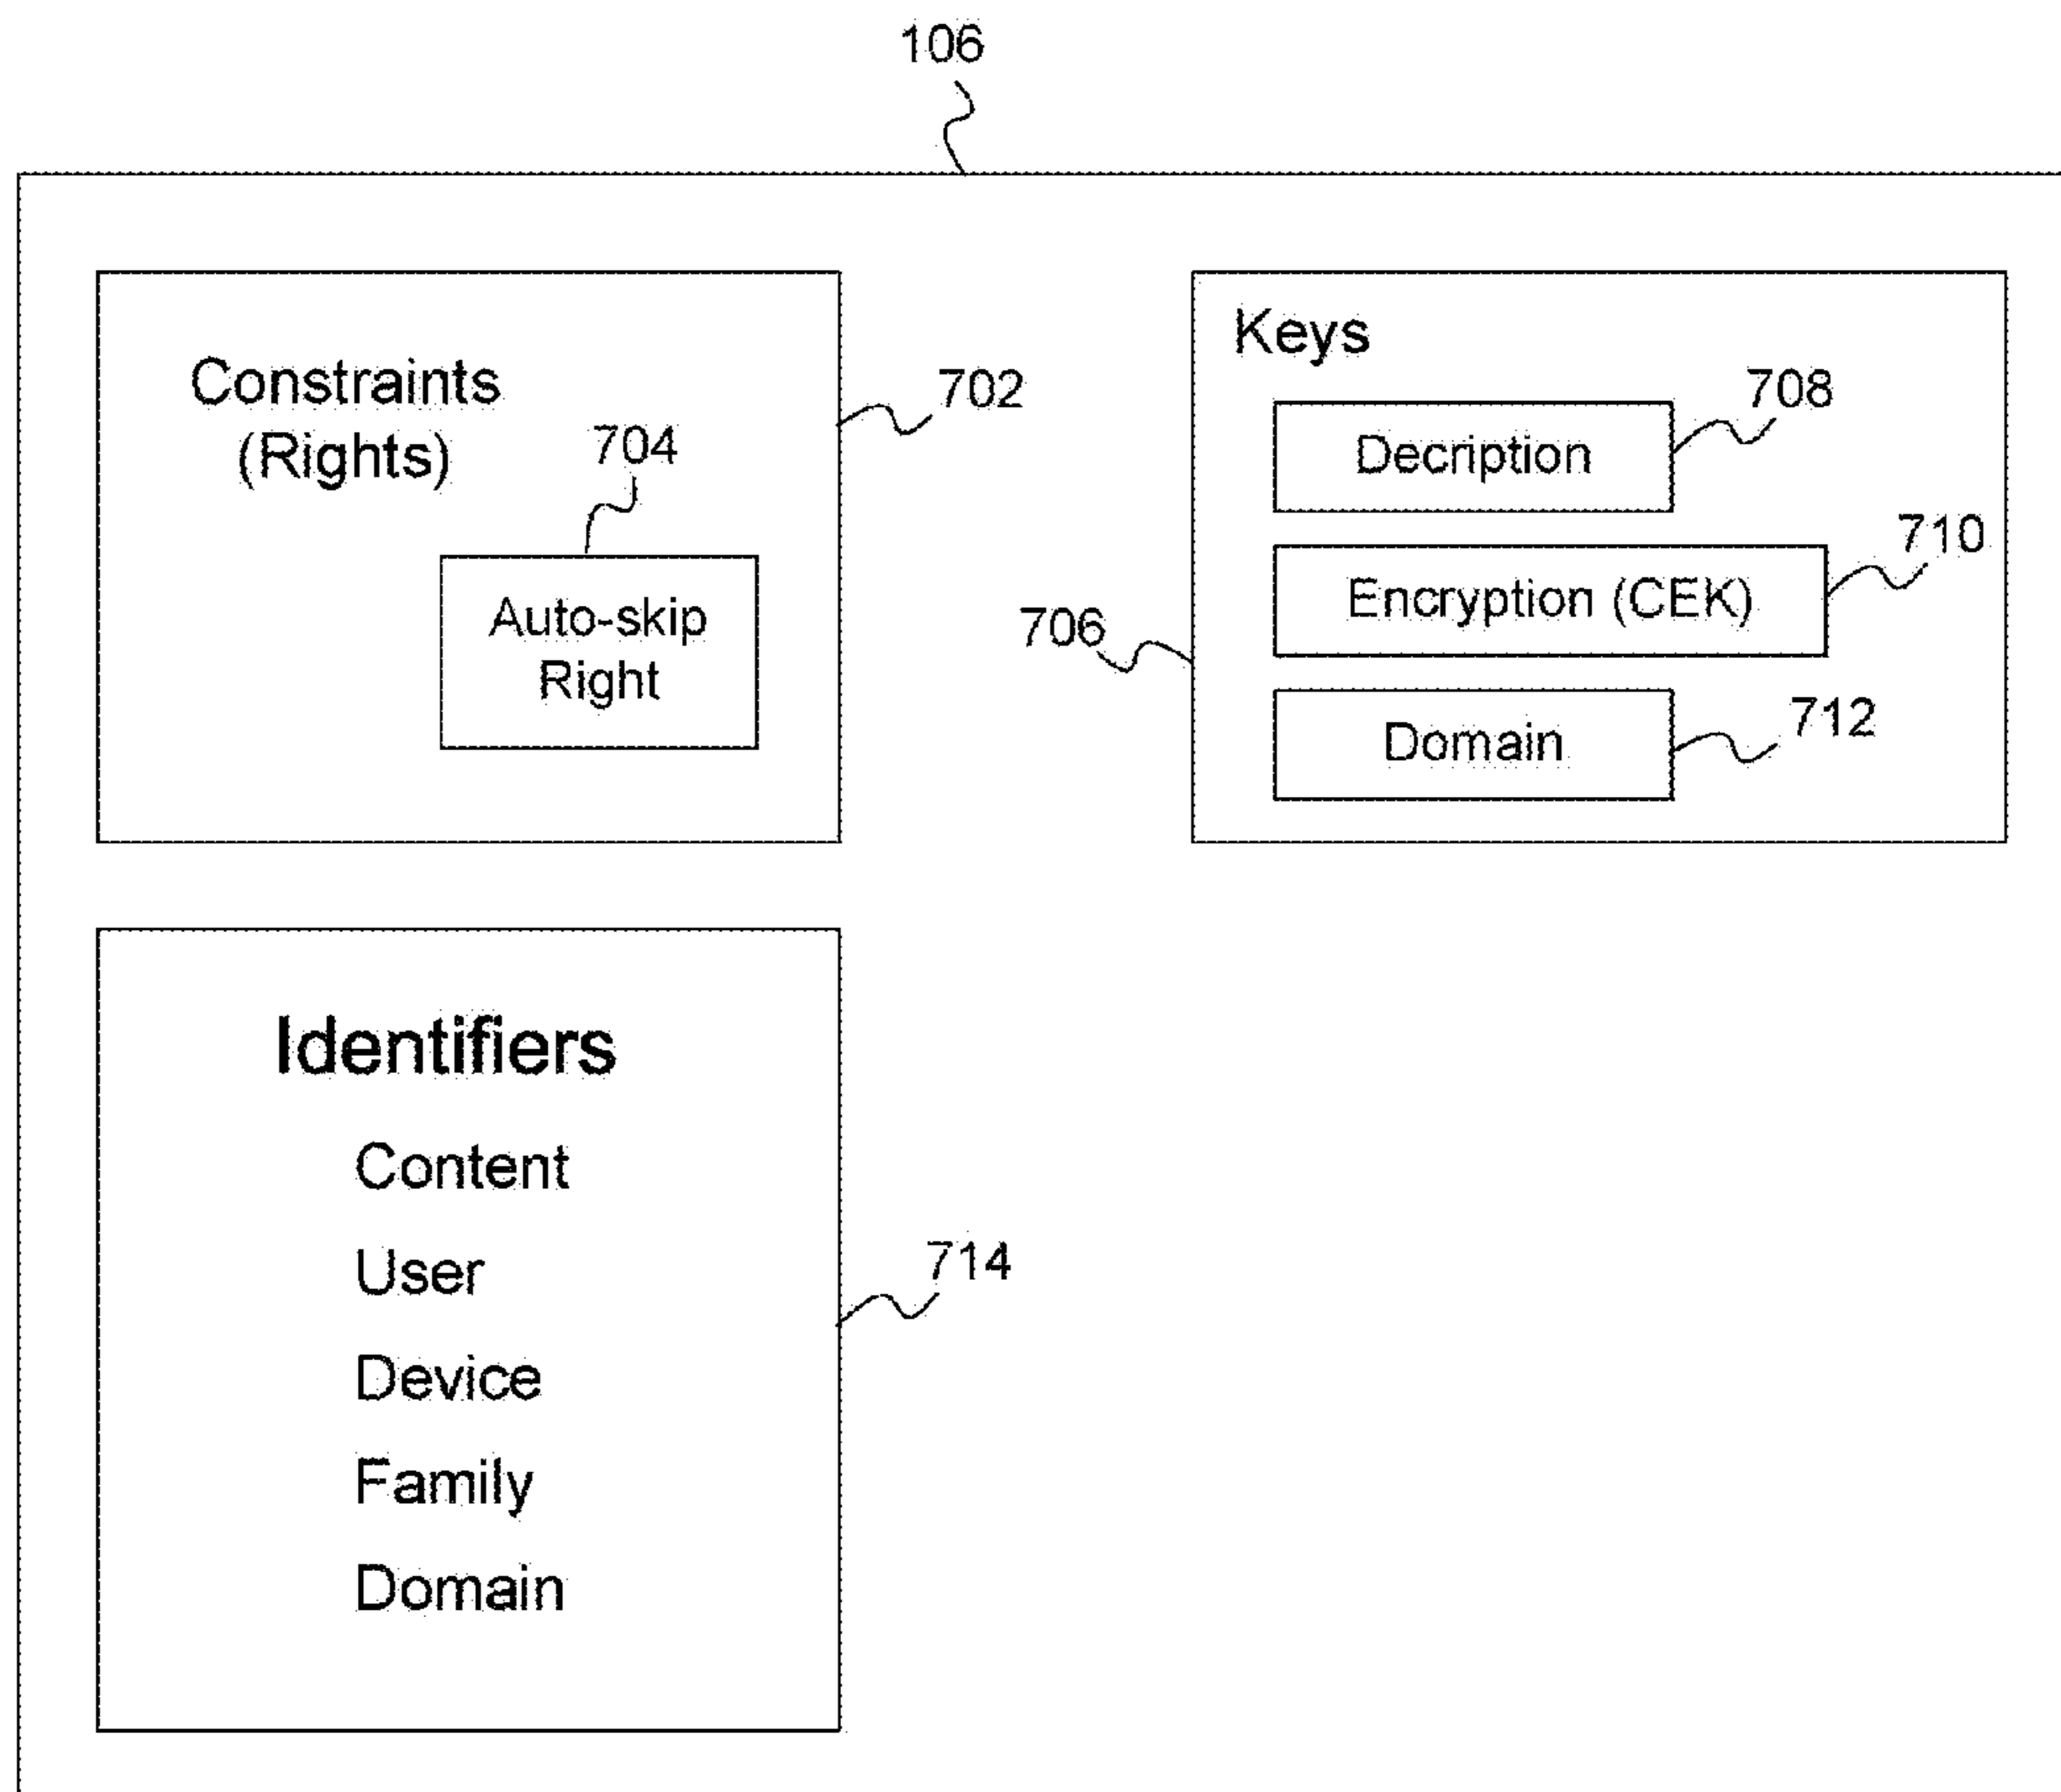 106
Constraints
(Rights)
702
704
Auto-skip
Right
Keys
708
Decription
710
Encryption (CEK)
706
712
Domain
Identifiers
Content
User
Device
Family
Domain
714